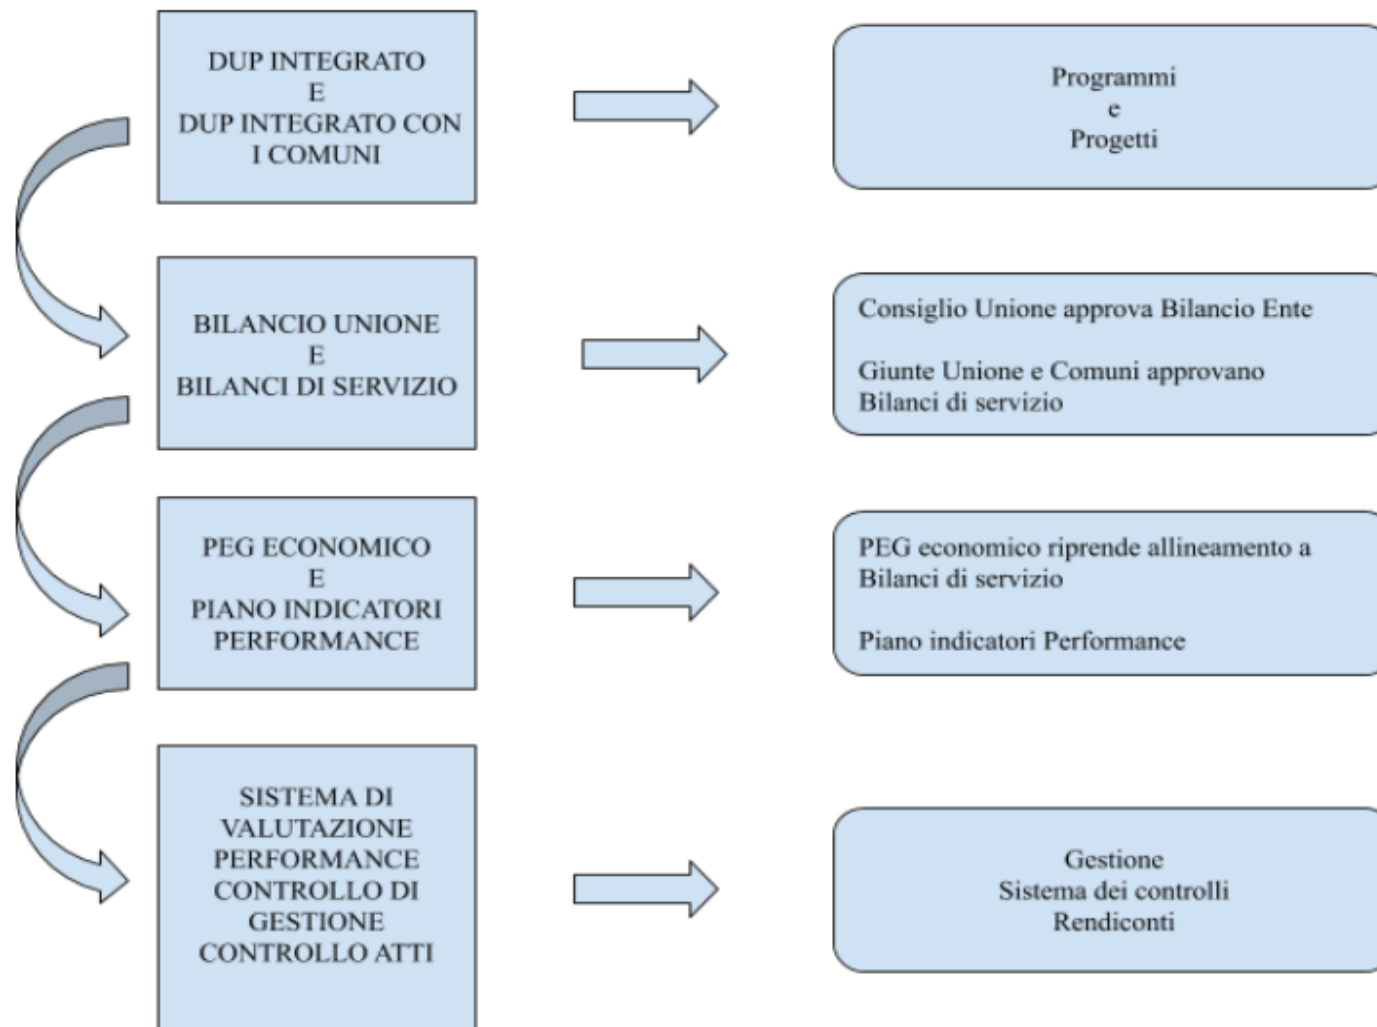 DUP INTEGRATO
E
DUP INTEGRATO CON
I COMUNI
Programmi
e
Progetti
BILANCIO UNIONE
E
BILANCI DI SERVIZIO
Consiglio Unione approva Bilancio Ente
Giunte Unione e Comuni approvano
Bilanci di servizio
PEG ECONOMICO
E
PIANO INDICATORI
PERFORMANCE
PEG economico riprende allineamento a
Bilanci di servizio
Piano indicatori Performance
SISTEMA DI
VALUTAZIONE
PERFORMANCE
CONTROLLO DI
GESTIONE
CONTROLLO ATTI
Gestione
Sistema dei controlli
Rendiconti